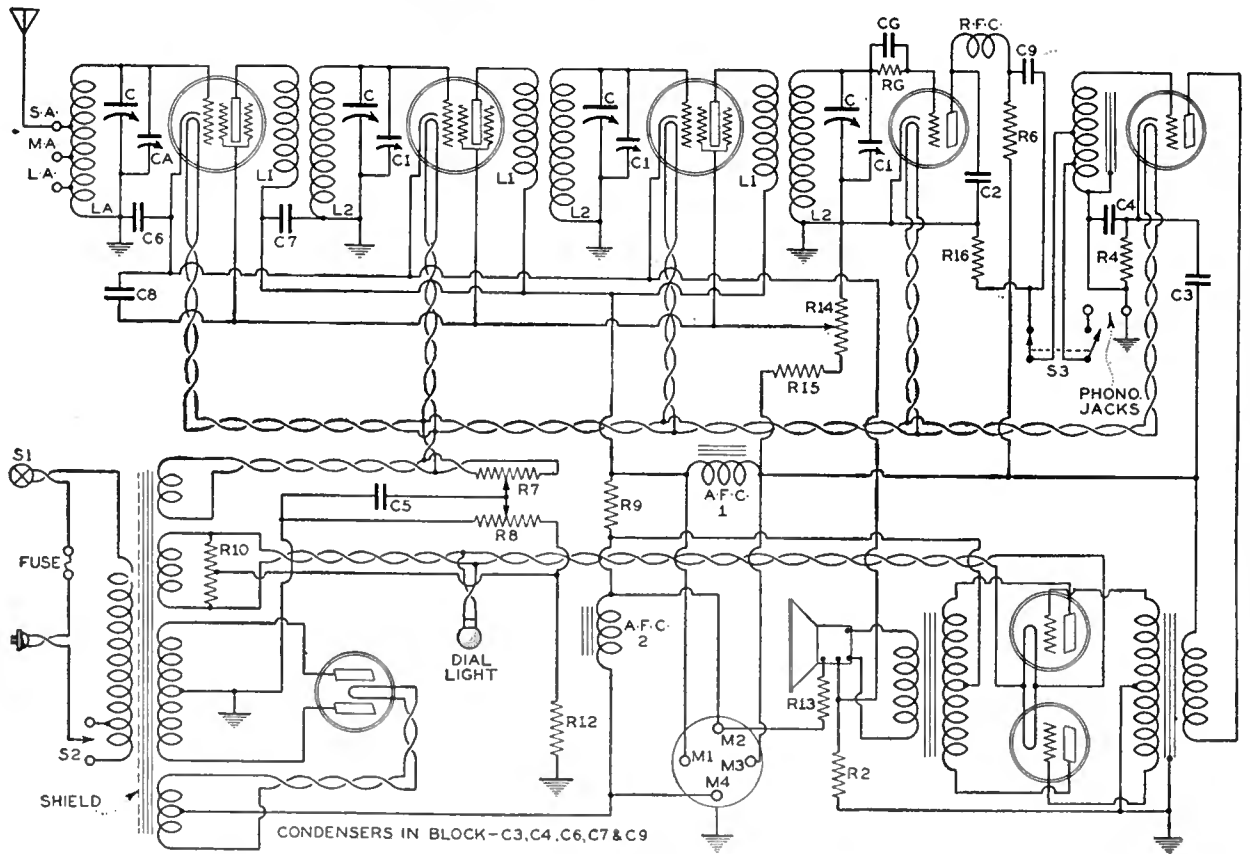 CG
R·F·C·
C9
S·A·
M·A
L·A·
C
CA
LA
C6
L1
C
C1
L2
C7
L1
C
C1
L2
L1
RG
C
C1
L2
C2
R16
R6
C4
R4
C3
C8
R14
R15
S3
PHONO.
JACKS
S1
FUSE
S2
SHIELD
R10
C5
R7
R8
R9
A·F·C·
1
DIAL
LIGHT
A·F·C·
2
R12
R13
R2
M1
M2
M3
M4
CONDENSERS IN BLOCK-C3,C4,C6,C7&C9